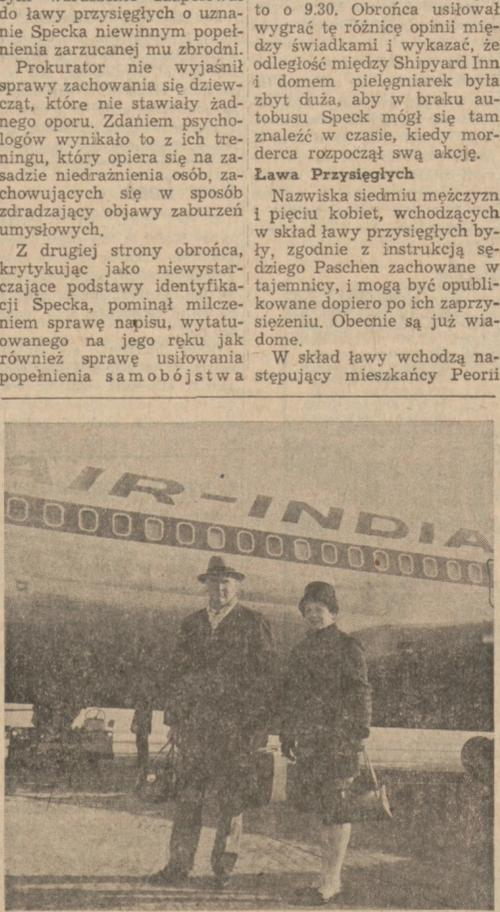 do ławy przysięgłych o uzna-
nie Specka niewinnym popeł-
nienia zarzucanej mu zbrodni.
Prokurator nie wyjaśnił
sprawy zachowania się dziew-
cząt, które nie stawiały żad-
nego oporu. Zdaniem psycho-
logów wynikało to z ich tre-
ningu, który opiera się na za-
sadzie niedrażnienia osób, za-
chowujących się w sposób
zdradzający objawy zaburzeń
umysłowych.
Z drugiej strony obrońca,
krytykując jako niewystar-
czające podstawy identyfika-
cji Specka, pominął milcze-
niem sprawę napisu, wytatu-
owanego na jego ręku jak
również sprawę usiłowania
popełnienia samobójstwa
to o 9.30. Obrońca usiłował
wygrać tę różnicę opinii mię-
dzy świadkami i wykazać, że
odległość między Shipyard Inn
i domem pielęgniarek była
zbyt duża, aby w braku au-
tobusu Speck mógł się tam
znaleźć w czasie, kiedy mor-
derca rozpoczął swą akcję.
Ława Przysięgłych
Nazwiska siedmiu mężczyzn
i pięciu kobiet, wchodzących
w skład ławy przysięgłych by-
ły, zgodnie z instrukcją sę-
dziego Paschen zachowane w
tajemnicy, i mogą być opubli-
kowane dopiero po ich zaprzy-
siężeniu. Obecnie są już wia-
dome.
W skład ławy wchodzą na-
stępujący mieszkańcy Peorii
AIR-INDIA